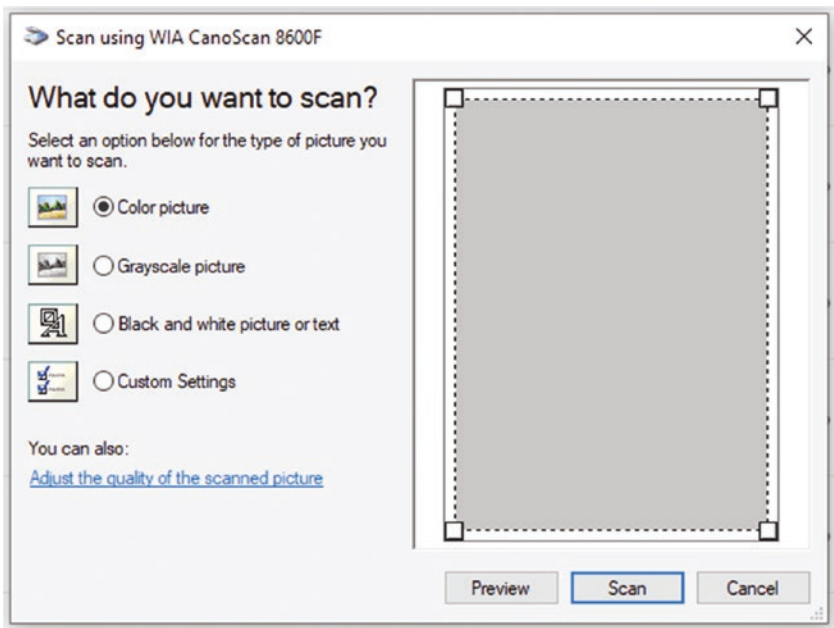 Scan using WIA CanoScan 8600F
What do you want to scan?
Select an option below for the type of picture you
want to scan.
Color picture
Grayscale picture
Black and white picture or text
Custom Settings
You can also:
Adjust the quality of the scanned picture
Preview
Scan
Cancel